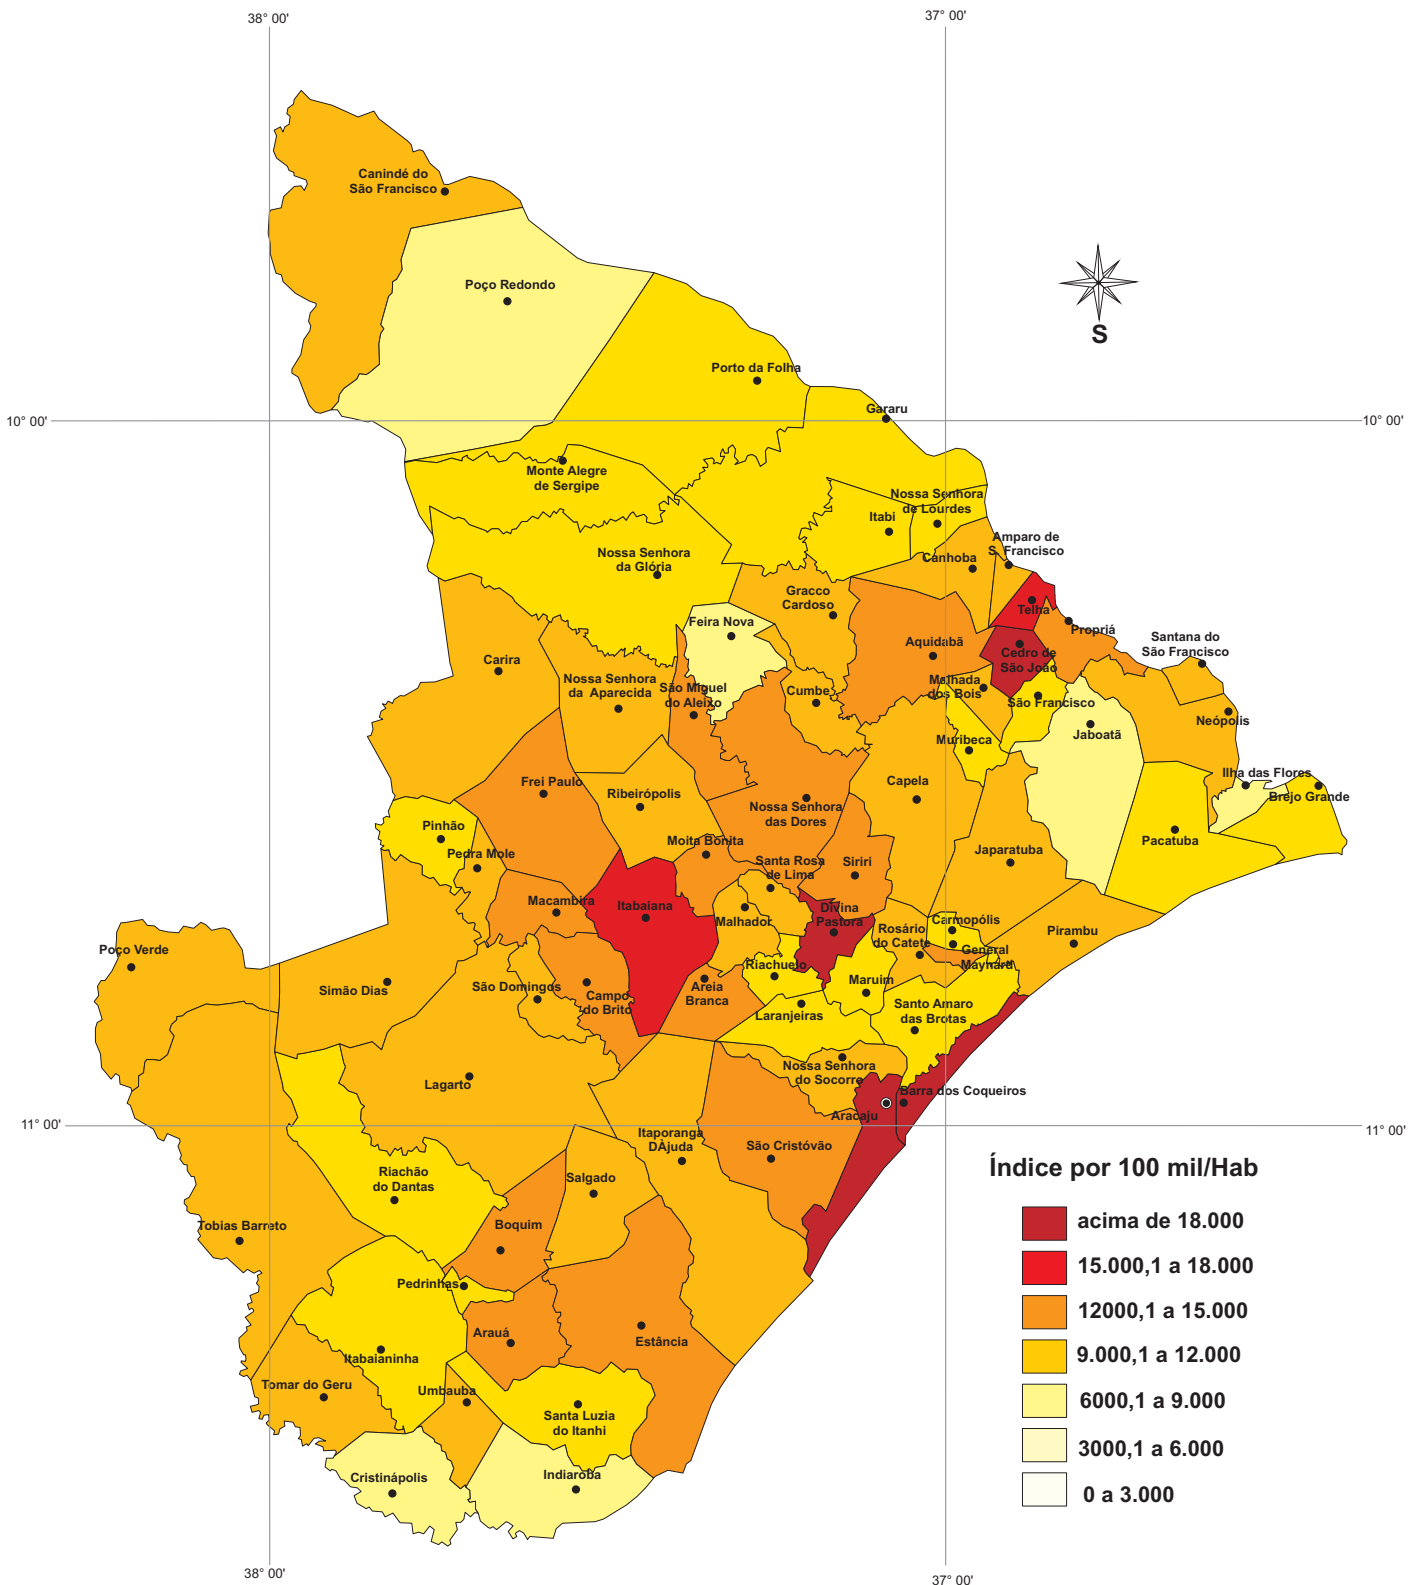 38° 00'
37° 00'
Canindé do
São Francisco
Poço Redondo
S
Porto da Folha
10° 00'
Gararu
10° 00'
Monte Alegre
de Sergipe
Nossa Senhora
de Lourdes
Itabi
Nossa Senhora
da Glória
Canhoba
Amparo de
S. Francisco
Gracco
Cardoso
Telha
Feira Nova
Propriá
Aquidabã
Cedro de
São João
Santana do
São Francisco
Carira
Nossa Senhora
da Aparecida
São Miguel
do Aleixo
Cumbe
Malhada
dos Bois
São Francisco
Neópolis
Jaboatã
Muribeca
Frei Paulo
Ribeirópolis
Capela
Ilha das Flores
Brejo Grande
Nossa Senhora
das Dores
Pinhão
Pedra Mole
Moita Bonita
Santa Rosa
de Lima
Siriri
Japaratuba
Pacatuba
Macambira
Itabaiana
Malhador
Divina
Pastora
Rosário
do Catete
Carmopólis
General
Maynard
Pirambu
Poço Verde
Simão Dias
São Domingos
Campo
do Brito
Areia
Branca
Riachuelo
Maruim
Laranjeiras
Santo Amaro
das Brotas
Lagarto
Nossa Senhora
do Socorro
Barra dos Coqueiros
Aracaju
11° 00'
11° 00'
Itaporanga
DÀjuda
São Cristóvão
Riachão
do Dantas
Salgado
Tobias Barreto
Boquim
Pedrinhas
Arauá
Estância
Itabaianinha
Tomar do Geru
Umbauba
Santa Luzia
do Itanhi
Cristinápolis
Indiaroba
Índice por 100 mil/Hab
acima de 18.000
15.000,1 a 18.000
12000,1 a 15.000
9.000,1 a 12.000
6000,1 a 9.000
3000,1 a 6.000
0 a 3.000
38° 00'
37° 00'